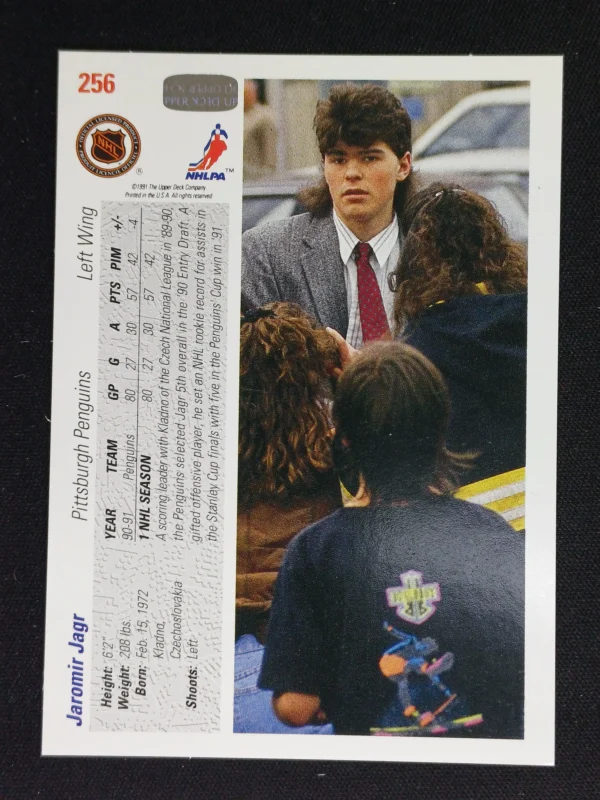 256
UPPER DECK
NHL
®
NHLPA
™
©1991 The Upper Deck Company
Printed in the U.S.A. All rights reserved
Jaromir Jagr
Pittsburgh Penguins
Left Wing
Height: 6'2"
Weight: 208 lbs.
Born: Feb. 15, 1972
Kladno,
Czechoslovakia
Shoots: Left
YEAR TEAM GP G A PTS PIM +/-
90-91 Penguins 80 27 30 57 42 -4
1 NHL SEASON 80 27 30 57 42
A scoring leader with Kladno of the Czech National League in '89-90,
the Penguins selected Jagr 5th overall in the '90 Entry Draft. A
gifted offensive player, he set an NHL rookie record for assists in
the Stanley Cup finals with five in the Penguins' Cup win in '91.